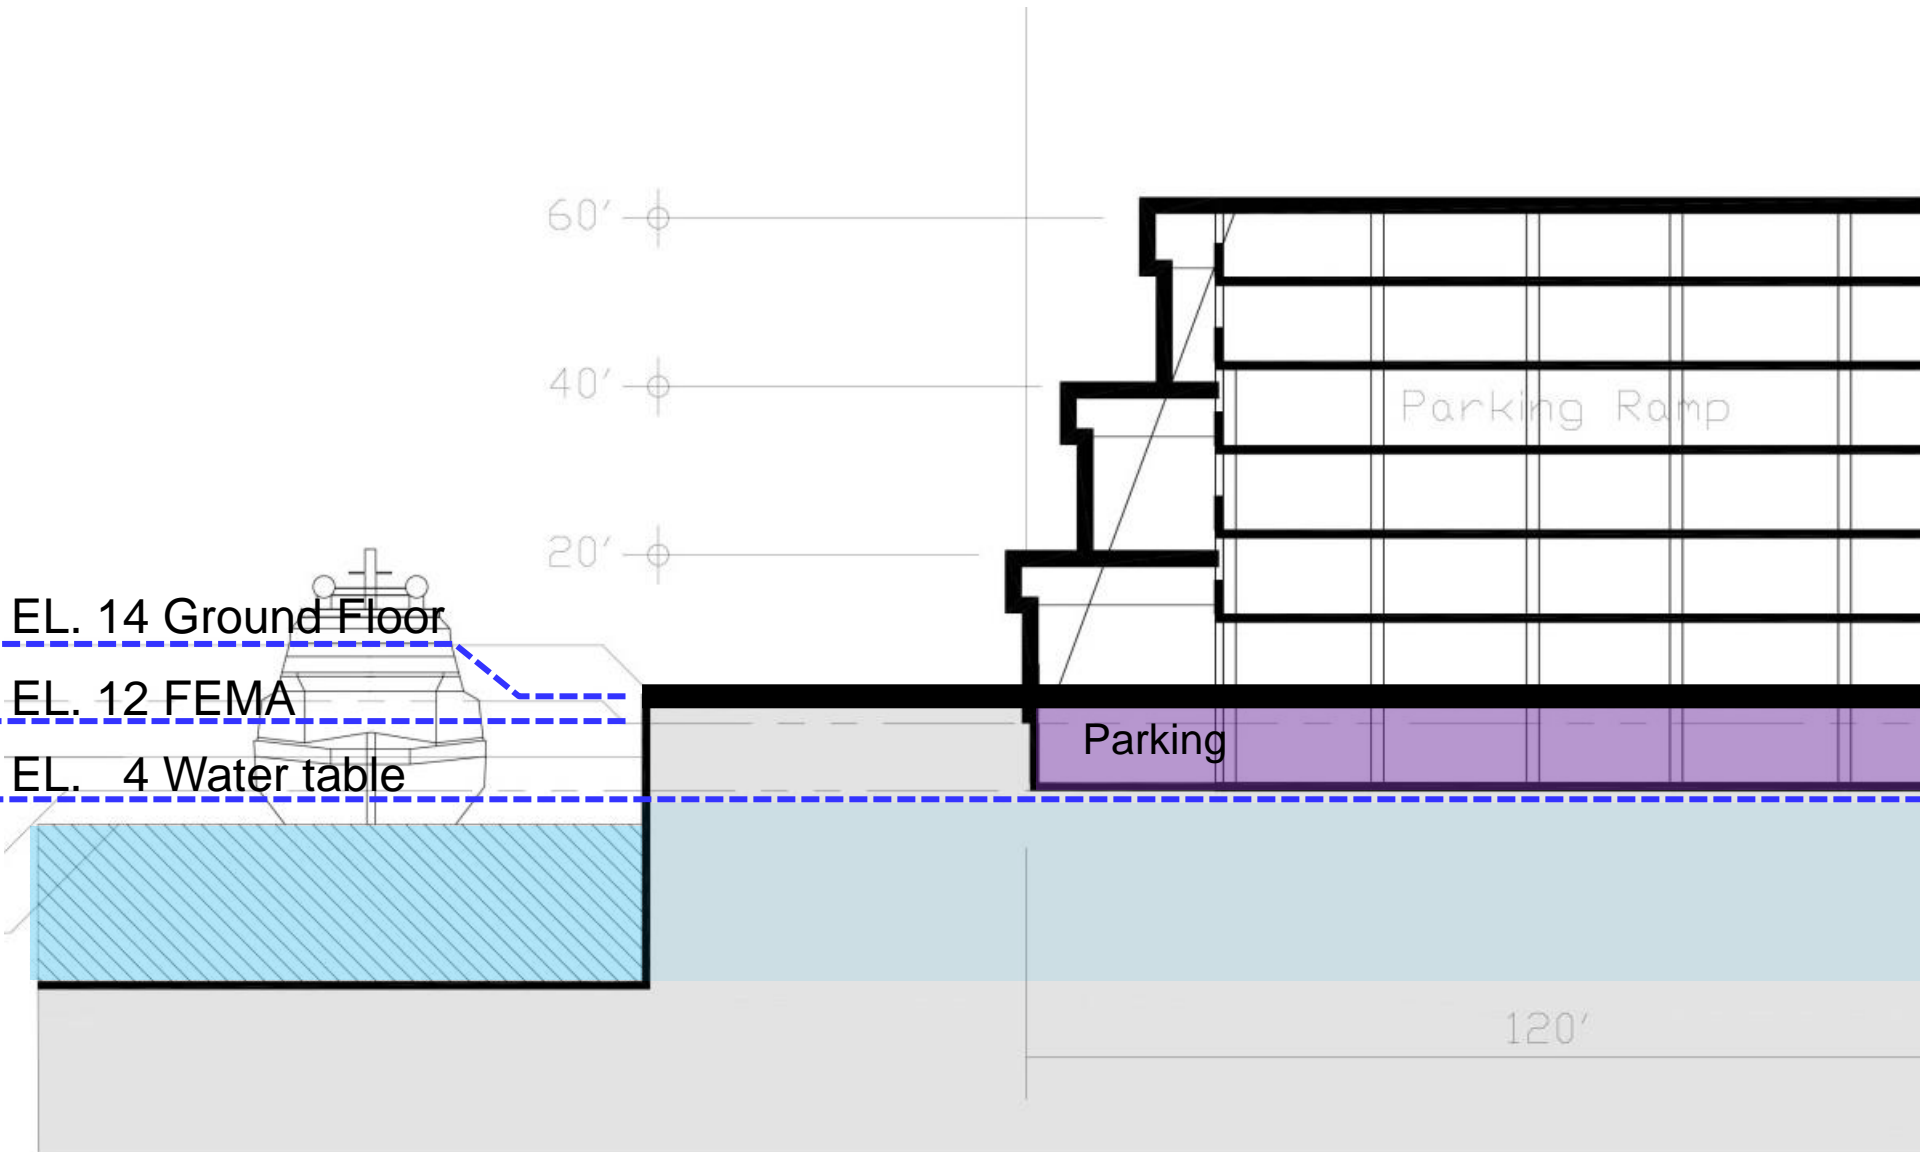 60'
40'
Parking Ramp
20'
EL. 14 Ground Floor
EL. 12 FEMA
Parking
EL. 4 Water table
120'